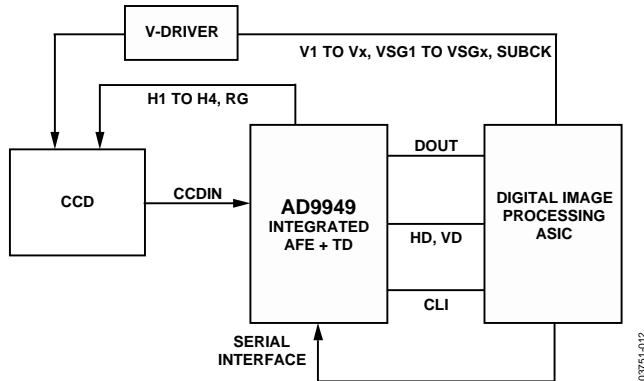 V-DRIVER
V1 TO Vx, VSG1 TO VSGx, SUBCK
H1 TO H4, RG
CCD
CCDIN
AD9949
INTEGRATED
AFE + TD
DOUT
HD, VD
CLI
DIGITAL IMAGE
PROCESSING
ASIC
SERIAL
INTERFACE
03751-012